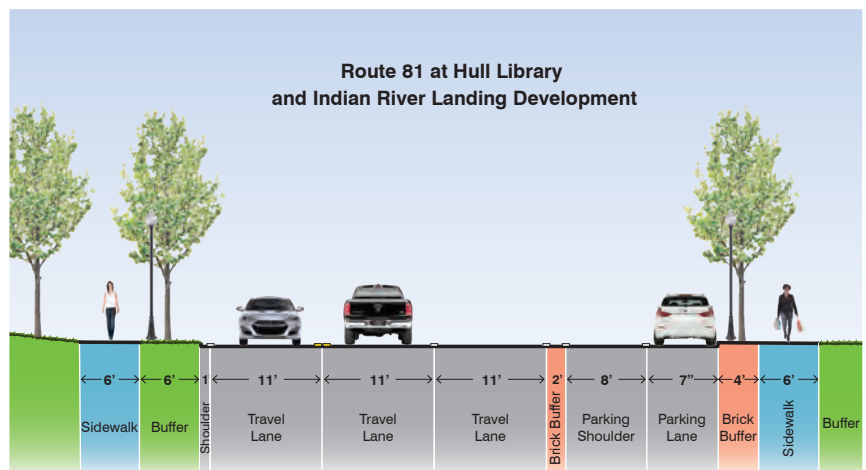 Route 81 at Hull Library
and Indian River Landing Development
6’ 6’ 1’ 11’ 11’ 11’ 2’ 8’ 7” 4’ 6’
Sidewalk
Buffer
Shoulder
Travel
Lane
Travel
Lane
Travel
Lane
Brick Buffer
Parking
Shoulder
Parking
Lane
Brick
Buffer
Sidewalk
Buffer